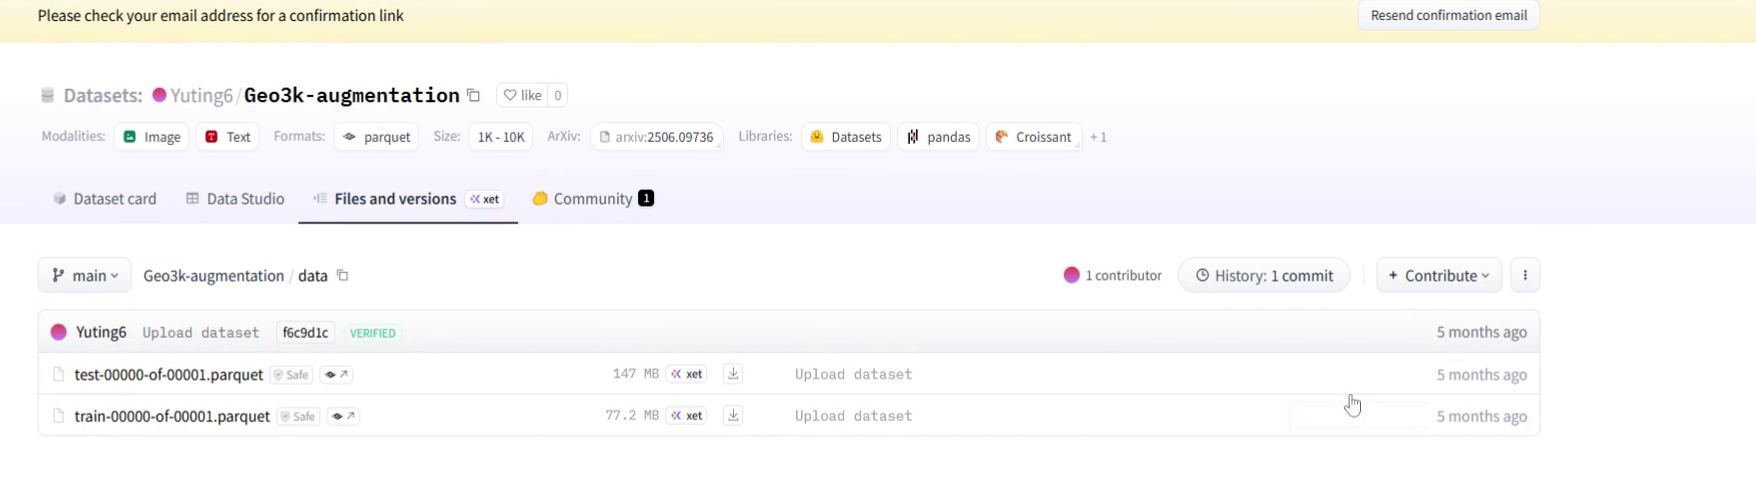 Please check your email address for a confirmation link
Resend confirmation email
Datasets: Yuting6/Geo3k-augmentation like 0
Modalities: Image Text Formats: parquet Size: 1K - 10K ArXiv: arxiv:2506.09736 Libraries: Datasets pandas Croissant + 1
Dataset card Data Studio Files and versions xet Community 1
main Geo3k-augmentation / data 1 contributor History: 1 commit + Contribute
Yuting6 Upload dataset f6c9d1c VERIFIED 5 months ago
test-00000-of-00001.parquet Safe 147 MB xet Upload dataset 5 months ago
train-00000-of-00001.parquet Safe 77.2 MB xet Upload dataset 5 months ago